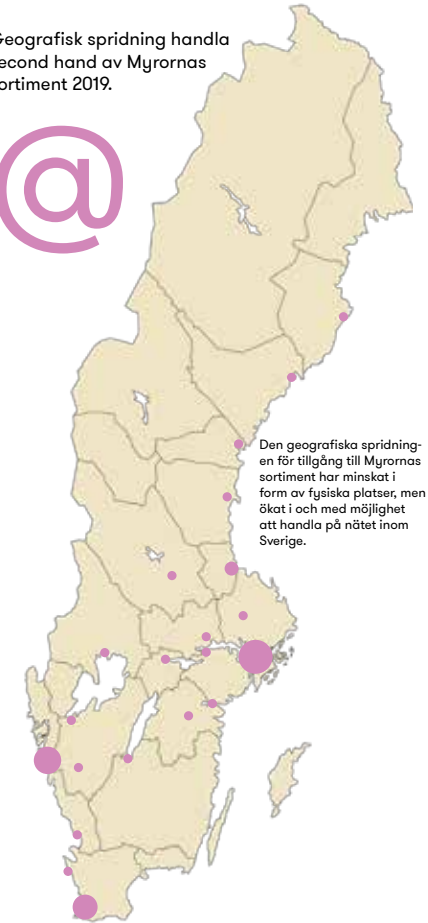 Geografisk spridning handla
second hand av Myrornas
sortiment 2019.
@
Den geografiska spridning-
en för tillgång till Myrornas
sortiment har minskat i
form av fysiska platser, men
ökat i och med möjlighet
att handla på nätet inom
Sverige.